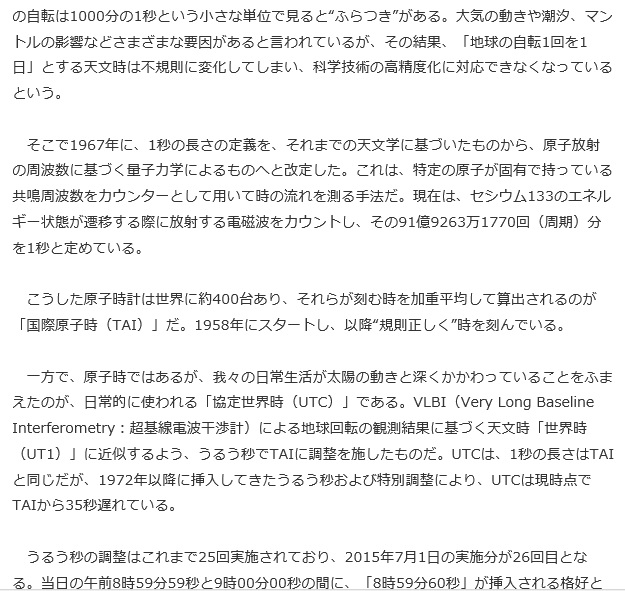 の自転は1000分の1秒という小さな単位で見ると“ふらつき”がある。大気の動きや潮汐、マン
トルの影響などさまざまな要因があると言われているが、その結果、「地球の自転1回を1
日」とする天文時は不規則に変化してしまい、科学技術の高精度化に対応できなくなっている
という。
そこで1967年に、1秒の長さの定義を、それまでの天文学に基づいたものから、原子放射
の周波数に基づく量子力学によるものへと改定した。これは、特定の原子が固有で持っている
共鳴周波数をカウンターとして用いて時の流れを測る手法だ。現在は、セシウム133のエネル
ギー状態が遷移する際に放射する電磁波をカウントし、その91億9263万1770回（周期）分
を1秒と定めている。
こうした原子時計は世界に約400台あり、それらが刻む時を加重平均して算出されるのが
「国際原子時（TAI）」だ。1958年にスタートし、以降“規則正しく”時を刻んでいる。
一方で、原子時ではあるが、我々の日常生活が太陽の動きと深くかかわっていることをふま
えたのが、日常的に使われる「協定世界時（UTC）」である。VLBI（Very Long Baseline
Interferometry：超基線電波干渉計）による地球回転の観測結果に基づく天文時「世界時
（UT1）」に近似するよう、うるう秒でTAIに調整を施したものだ。UTCは、1秒の長さはTAI
と同じだが、1972年以降に挿入してきたうるう秒および特別調整により、UTCは現時点で
TAIから35秒遅れている。
うるう秒の調整はこれまで25回実施されており、2015年7月1日の実施分が26回目とな
る。当日の午前8時59分59秒と9時00分00秒の間に、「8時59分60秒」が挿入される格好と